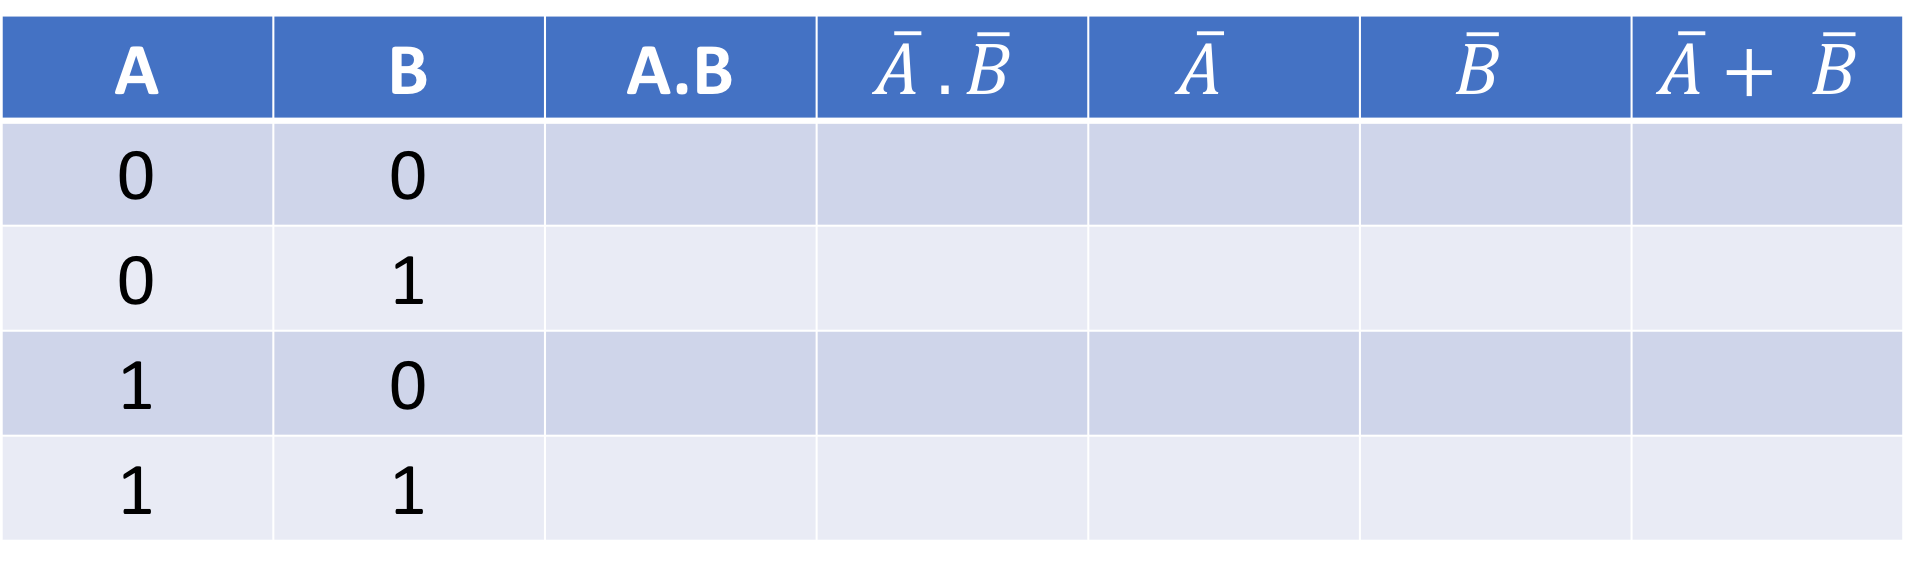 A B A.B A̅ . B̅ A̅ B̅ A̅ + B̅
0 0
0 1
1 0
1 1